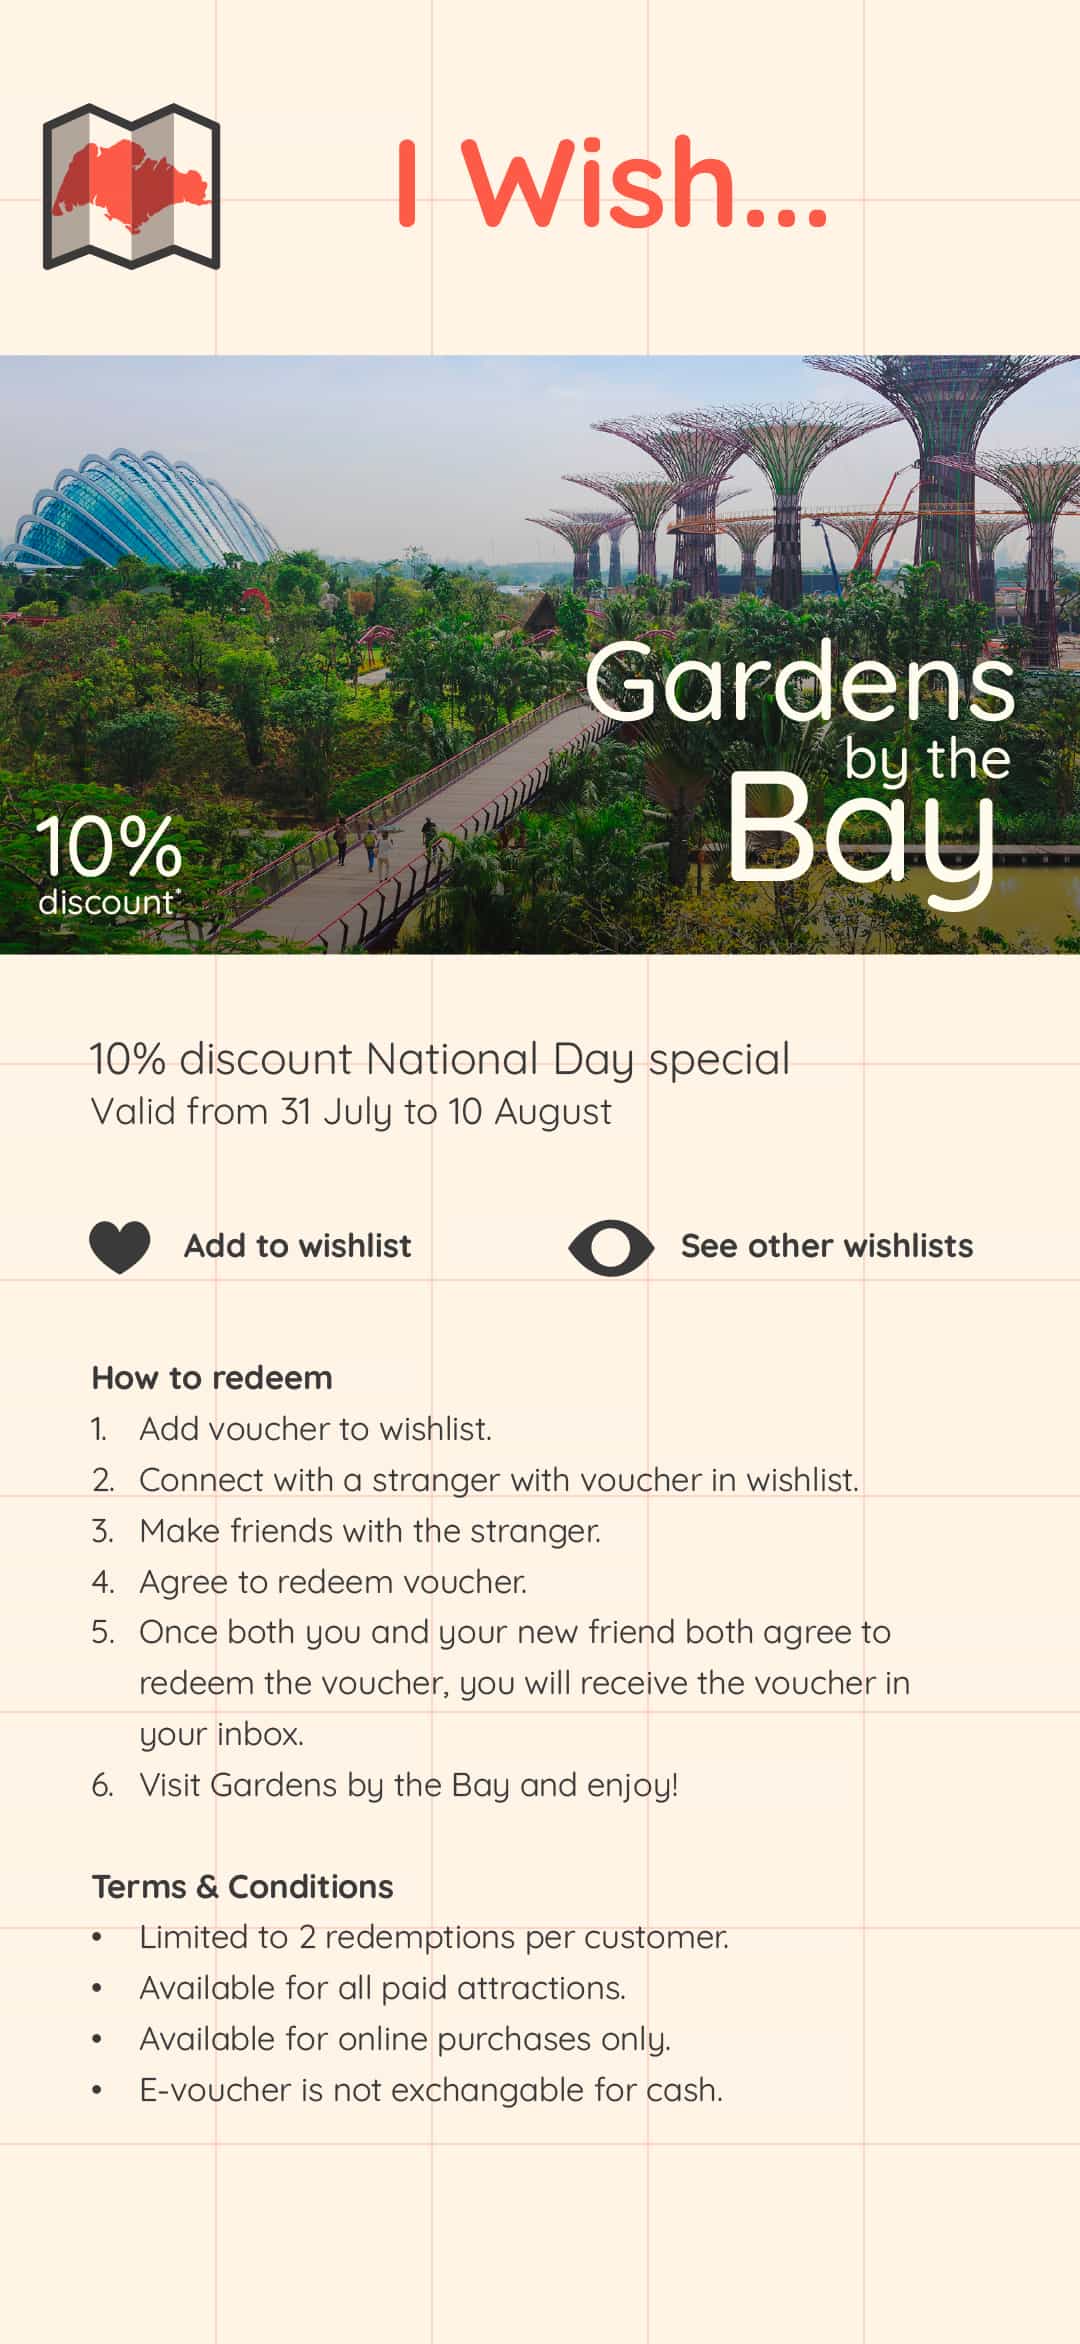 I Wish...
Gardens
by the
Bay
10%
discount*
10% discount National Day special
Valid from 31 July to 10 August
Add to wishlist
See other wishlists
How to redeem
1. Add voucher to wishlist.
2. Connect with a stranger with voucher in wishlist.
3. Make friends with the stranger.
4. Agree to redeem voucher.
5. Once both you and your new friend both agree to
redeem the voucher, you will receive the voucher in
your inbox.
6. Visit Gardens by the Bay and enjoy!
Terms & Conditions
• Limited to 2 redemptions per customer.
• Available for all paid attractions.
• Available for online purchases only.
• E-voucher is not exchangable for cash.